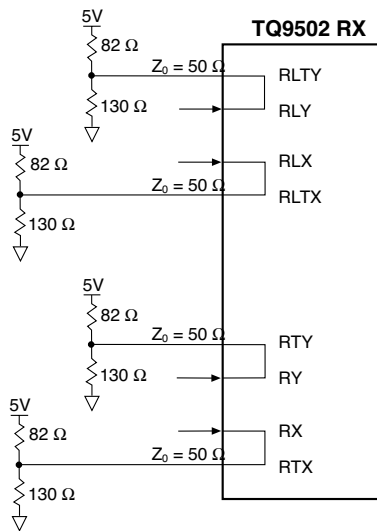 TQ9502 RX
5V
82 Ω
Z₀ = 50 Ω
RLTY
130 Ω
RLY
5V
RLX
82 Ω
Z₀ = 50 Ω
RLTX
130 Ω
5V
82 Ω
Z₀ = 50 Ω
RTY
130 Ω
RY
5V
RX
82 Ω
Z₀ = 50 Ω
RTX
130 Ω